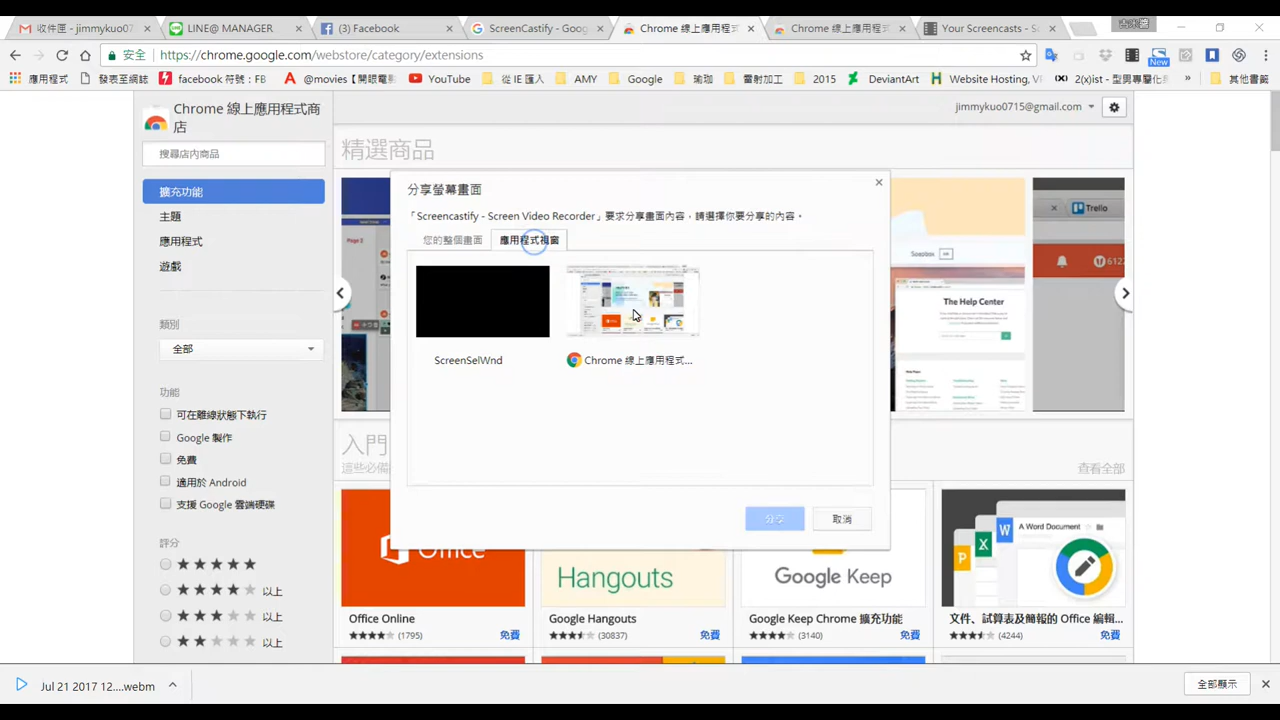 收件匣 - jimmykuo07
LINE@ MANAGER
(3) Facebook
ScreenCastify - Goog
Chrome 線上應用程式
Chrome 線上應用程式
Your Screencasts - S
安全
https://chrome.google.com/webstore/category/extensions
New
應用程式
發表至網誌
facebook 符號:FB
@movies【開眼電影
YouTube
從 IE 匯入
AMY
Google
瑜珈
雷射加工
2015
DeviantArt
Website Hosting, V
2(x)ist - 型男專屬化
其他書籤
Chrome 線上應用程式商
店
jimmykuo0715@gmail.com
搜尋店內商品
精選商品
擴充功能
主題
應用程式
遊戲
類別
全部
功能
可在離線狀態下執行
Google 製作
免費
適用於 Android
支援 Google 雲端硬碟
評分
以上
以上
以上
Page 2
分享螢幕畫面
「Screencastify - Screen Video Recorder」要求分享畫面內容,請選擇你要分享的內容。
您的整個畫面
應用程式視窗
ScreenSelWnd
Chrome 線上應用程式...
分享
取消
Soapbox
The Help Center
Trello
入門
這些必備
查看全部
Office
Hangouts
Google Keep
A Word Document
W
X
P
Office Online
(1795)
免費
Google Hangouts
(30837)
免費
Google Keep Chrome 擴充功能
(3140)
免費
文件、試算表及簡報的 Office 編輯...
(4244)
免費
Jul 21 2017 12....webm
全部顯示